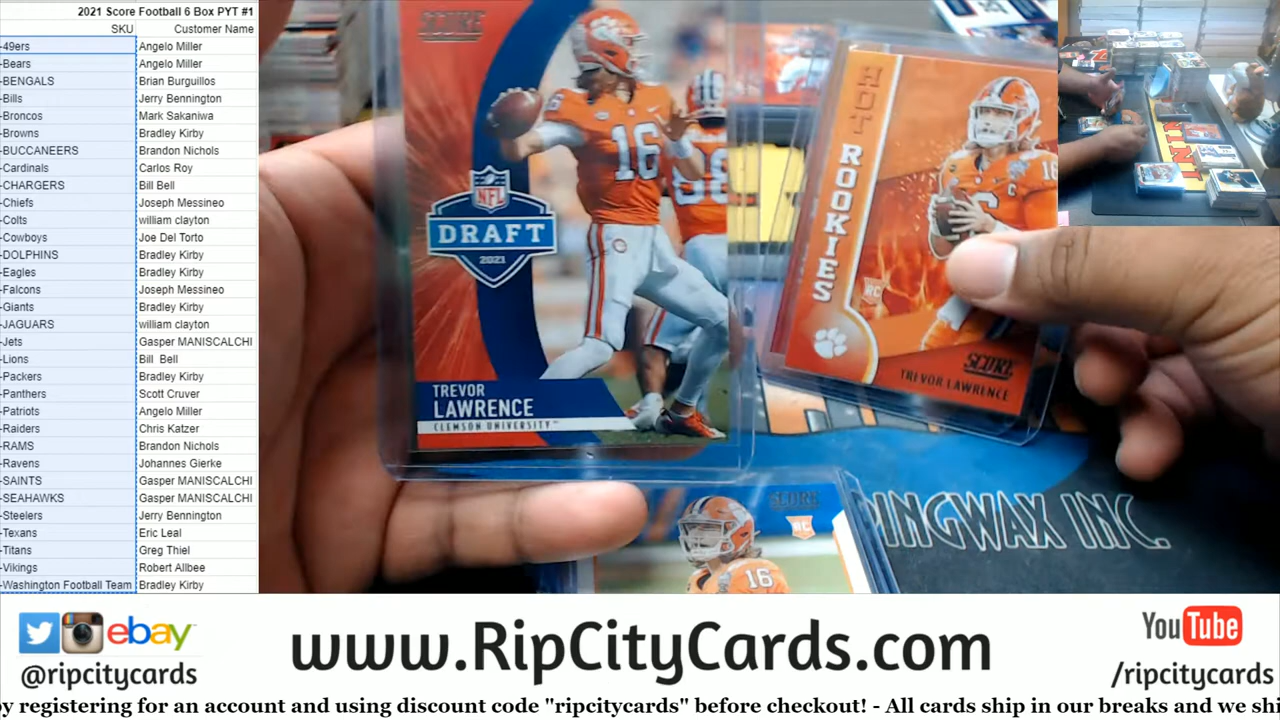 2021 Score Football 6 Box PYT #1
SKU Customer Name
-49ers Angelo Miller
-Bears Angelo Miller
-BENGALS Brian Burguillos
-Bills Jerry Bennington
-Broncos Mark Sakaniwa
-Browns Bradley Kirby
-BUCCANEERS Brandon Nichols
-Cardinals Carlos Roy
-CHARGERS Bill Bell
-Chiefs Joseph Messineo
-Colts william clayton
-Cowboys Joe Del Torto
-DOLPHINS Bradley Kirby
-Eagles Bradley Kirby
-Falcons Joseph Messineo
-Giants Bradley Kirby
-JAGUARS william clayton
-Jets Gasper MANISCALCHI
-Lions Bill Bell
-Packers Bradley Kirby
-Panthers Scott Cruver
-Patriots Angelo Miller
-Raiders Chris Katzer
-RAMS Brandon Nichols
-Ravens Johannes Gierke
-SAINTS Gasper MANISCALCHI
-SEAHAWKS Gasper MANISCALCHI
-Steelers Jerry Bennington
-Texans Eric Leal
-Titans Greg Thiel
-Vikings Robert Allbee
-Washington Football Team Bradley Kirby
SCORE
16
NFL
DRAFT
2021
TREVOR
LAWRENCE
CLEMSON UNIVERSITY
HOT
ROOKIES
16
C
RC
SCORE
TREVOR LAWRENCE
SCORE
RC
16
PINGWAX INC.
ebay
@ripcitycards
www.RipCityCards.com
YouTube
/ripcitycards
by registering for an account and using discount code "ripcitycards" before checkout! - All cards ship in our breaks and we shi